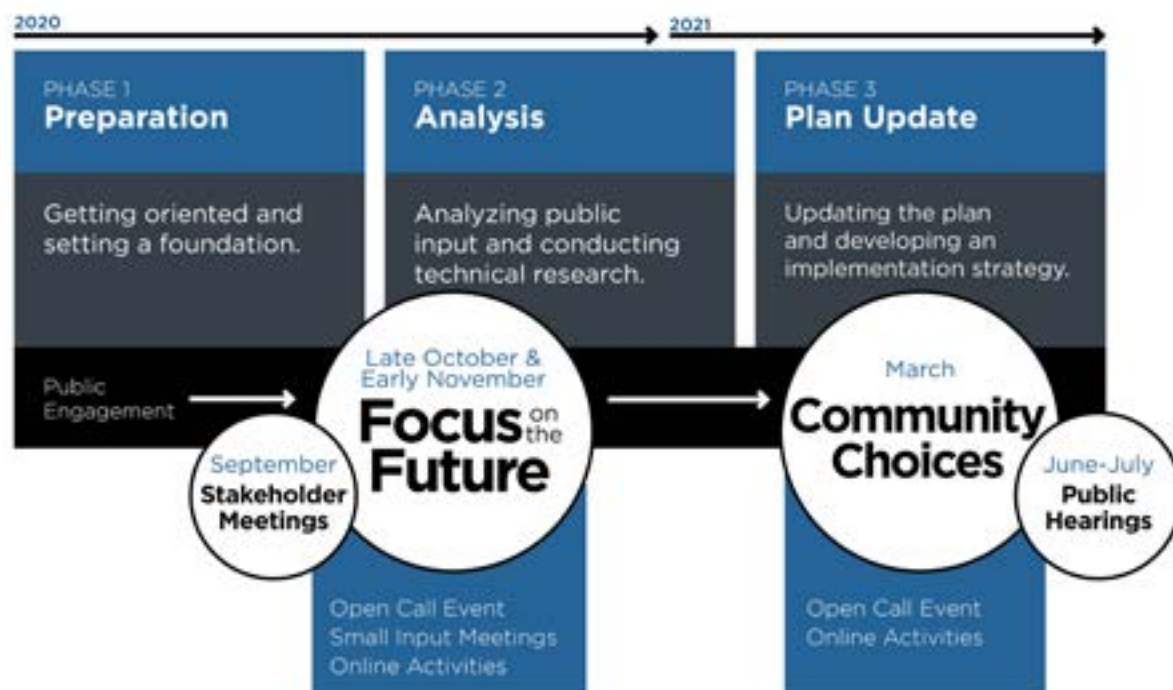 2020
2021
PHASE 1
Preparation
PHASE 2
Analysis
PHASE 3
Plan Update
Getting oriented and
setting a foundation.
Analyzing public
input and conducting
technical research.
Updating the plan
and developing an
implementation strategy.
Public
Engagement
September
Stakeholder
Meetings
Late October &
Early November
Focus on the
Future
March
Community
Choices
June-July
Public
Hearings
Open Call Event
Small Input Meetings
Online Activities
Open Call Event
Online Activities